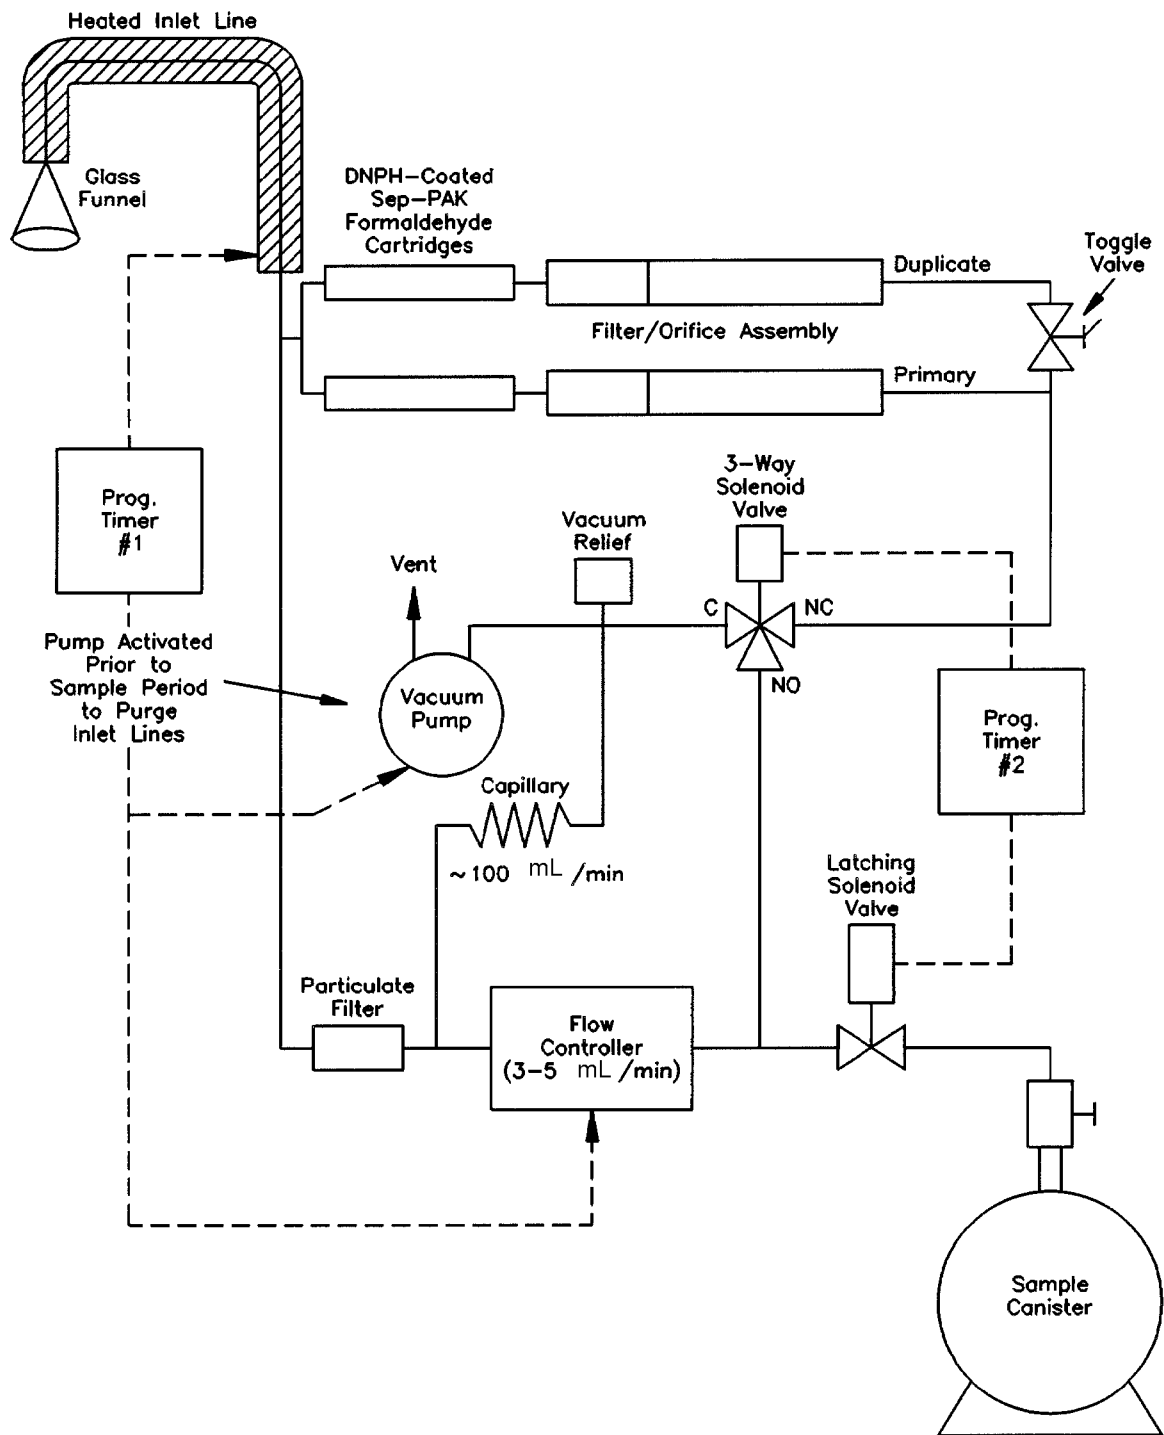 Heated Inlet Line
Glass
Funnel
DNPH-Coated
Sep-PAK
Formaldehyde
Cartridges
Toggle
Valve
Duplicate
Filter/Orifice Assembly
Primary
3-Way
Solenoid
Valve
Prog.
Timer
#1
Vacuum
Relief
Vent
C
NC
NO
Pump Activated
Prior to
Sample Period
to Purge
Inlet Lines
Vacuum
Pump
Prog.
Timer
#2
Capillary
~100 mL /min
Latching
Solenoid
Valve
Particulate
Filter
Flow
Controller
(3-5 mL /min)
Sample
Canister